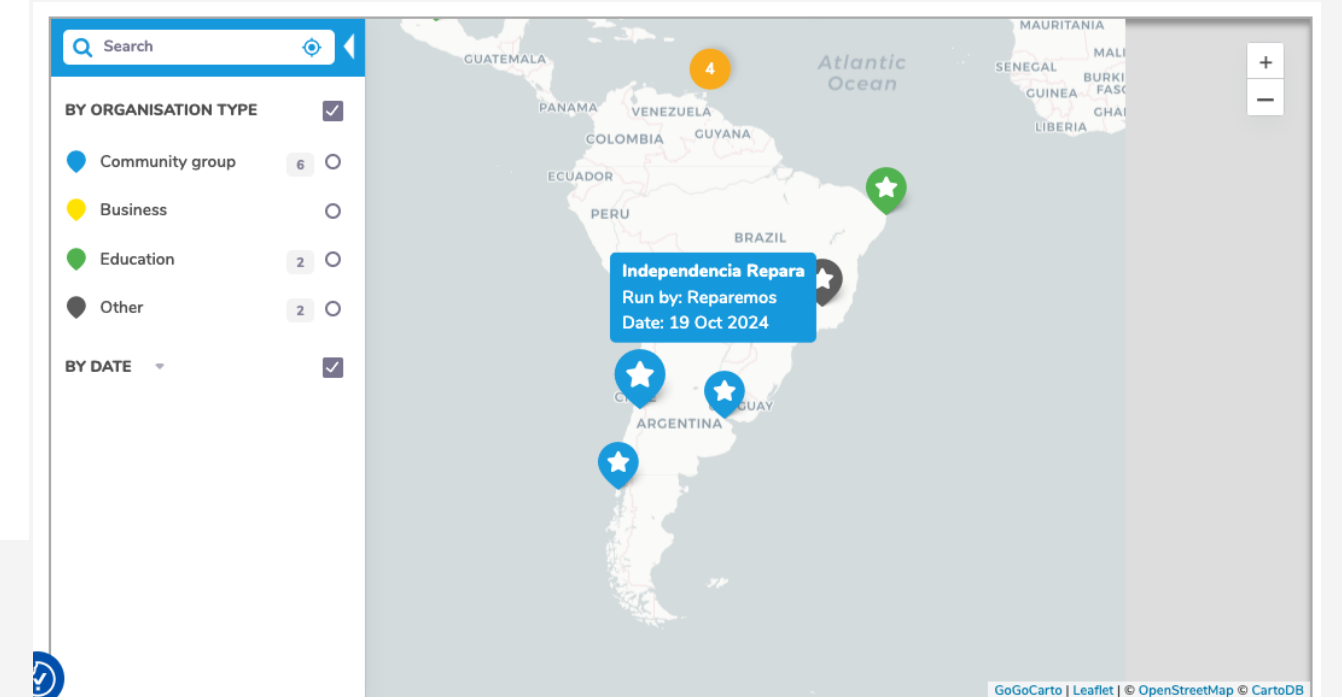 Search
BY ORGANISATION TYPE
Community group 6
Business
Education 2
Other 2
BY DATE
MAURITANIA
GUATEMALA
4
Atlantic
Ocean
SENEGAL
MALI
BURKI
FASO
GUINEA
GHA
LIBERIA
PANAMA
VENEZUELA
COLOMBIA
GUYANA
ECUADOR
PERU
BRAZIL
Independencia Repara
Run by: Reparemos
Date: 19 Oct 2024
ARGENTINA
+
−
GoGoCarto | Leaflet | © OpenStreetMap © CartoDB